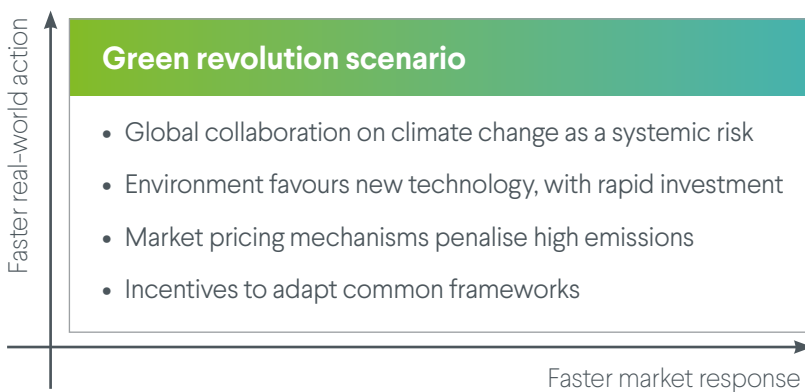 Faster real-world action
Green revolution scenario
• Global collaboration on climate change as a systemic risk
• Environment favours new technology, with rapid investment
• Market pricing mechanisms penalise high emissions
• Incentives to adapt common frameworks
Faster market response